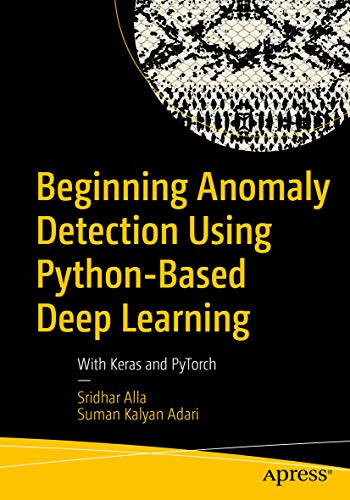 Beginning Anomaly
Detection Using
Python-Based
Deep Learning
With Keras and PyTorch
Sridhar Alla
Suman Kalyan Adari
Apress®